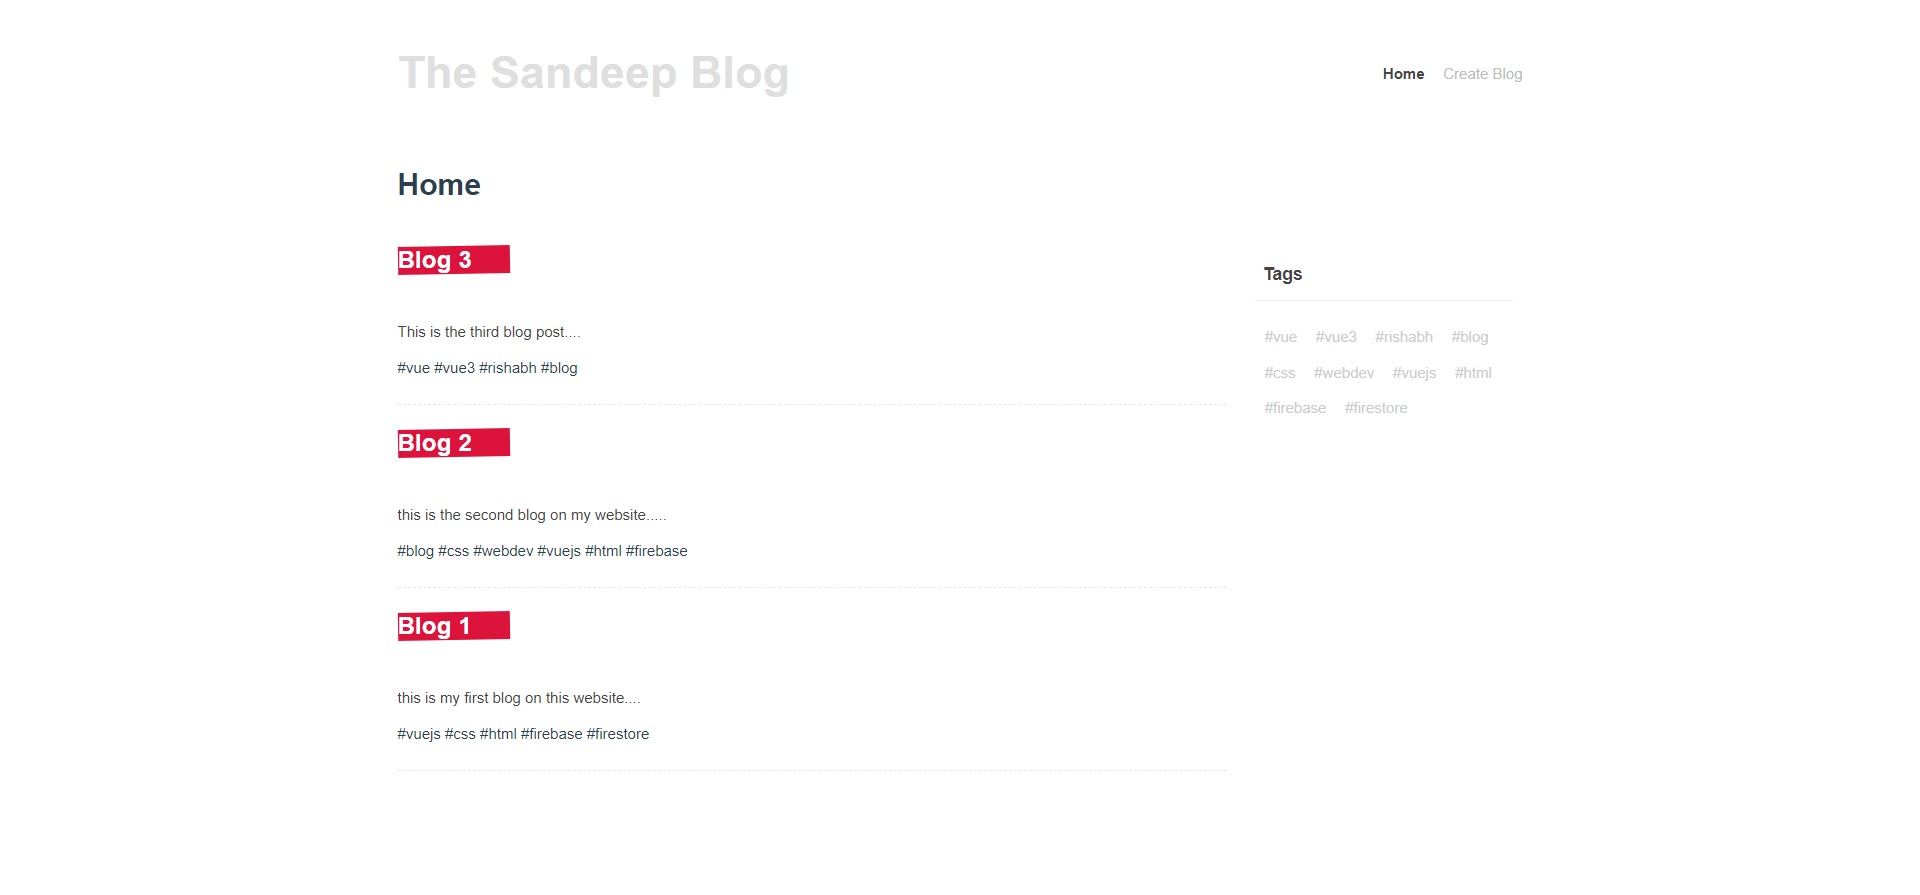 The Sandeep Blog
Home Create Blog
Home
Blog 3
This is the third blog post....
#vue #vue3 #rishabh #blog
Blog 2
this is the second blog on my website.....
#blog #css #webdev #vuejs #html #firebase
Blog 1
this is my first blog on this website....
#vuejs #css #html #firebase #firestore
Tags
#vue #vue3 #rishabh #blog
#css #webdev #vuejs #html
#firebase #firestore